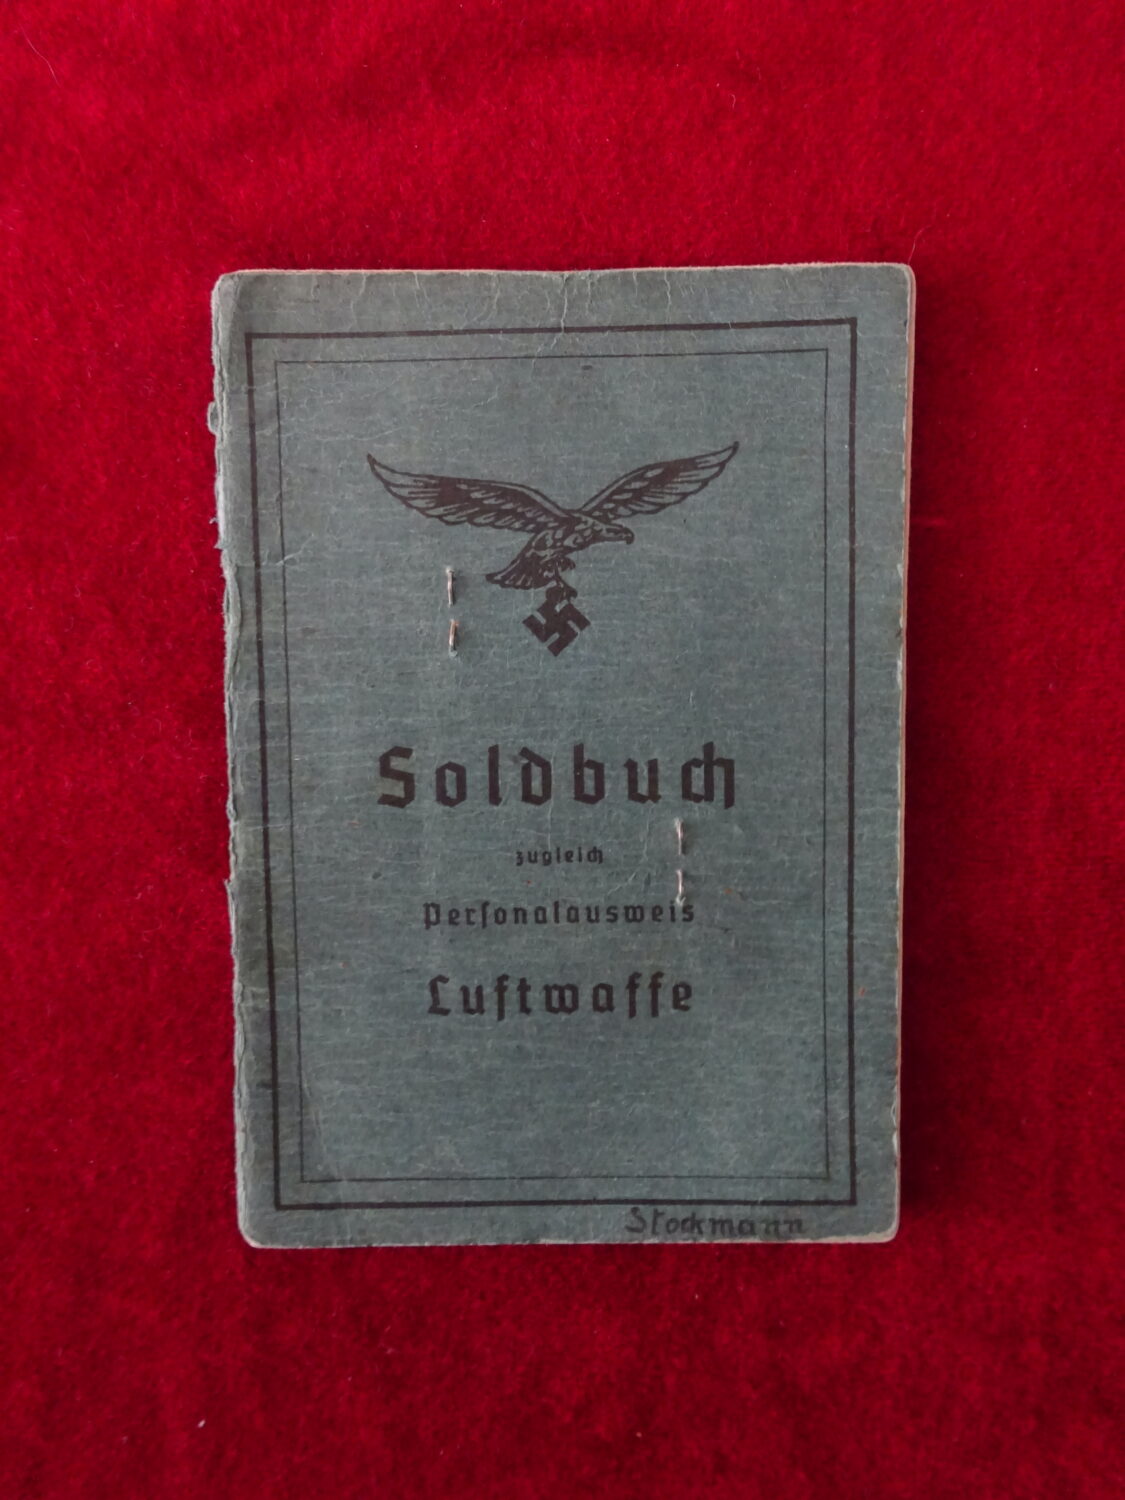 Soldbuch
zugleich
Personalausweis
Luftwaffe
Stockmann